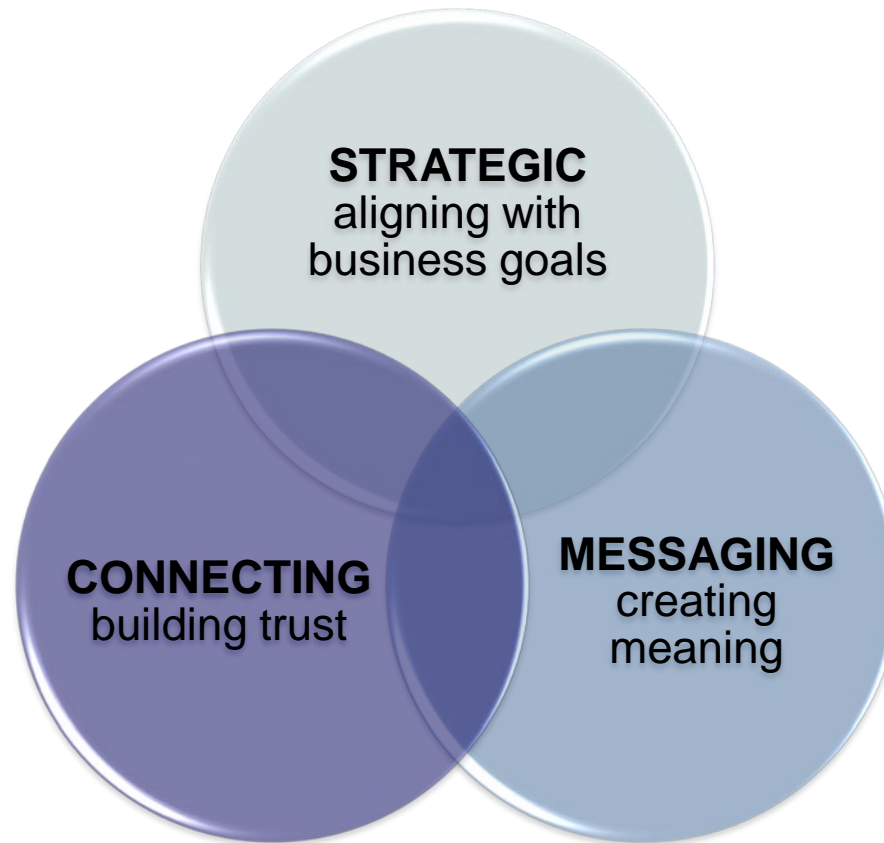 STRATEGIC
aligning with
business goals
CONNECTING
building trust
MESSAGING
creating
meaning